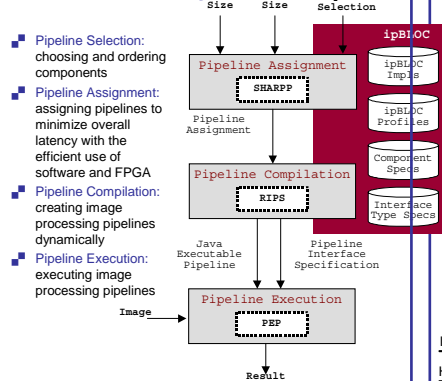 Size Size Selection
Pipeline Selection:
choosing and ordering
components
Pipeline Assignment:
assigning pipelines to
minimize overall
latency with the
efficient use of
software and FPGA
Pipeline Compilation:
creating image
processing pipelines
dynamically
Pipeline Execution:
executing image
processing pipelines
Pipeline Assignment
SHARPP
Pipeline
Assignment
Pipeline Compilation
RIPS
Java
Executable
Pipeline
Pipeline
Interface
Specification
Image
Pipeline Execution
PEP
Result
ipBLOC
ipBLOC
Impls
ipBLOC
Profiles
Component
Specs
Interface
Type Specs